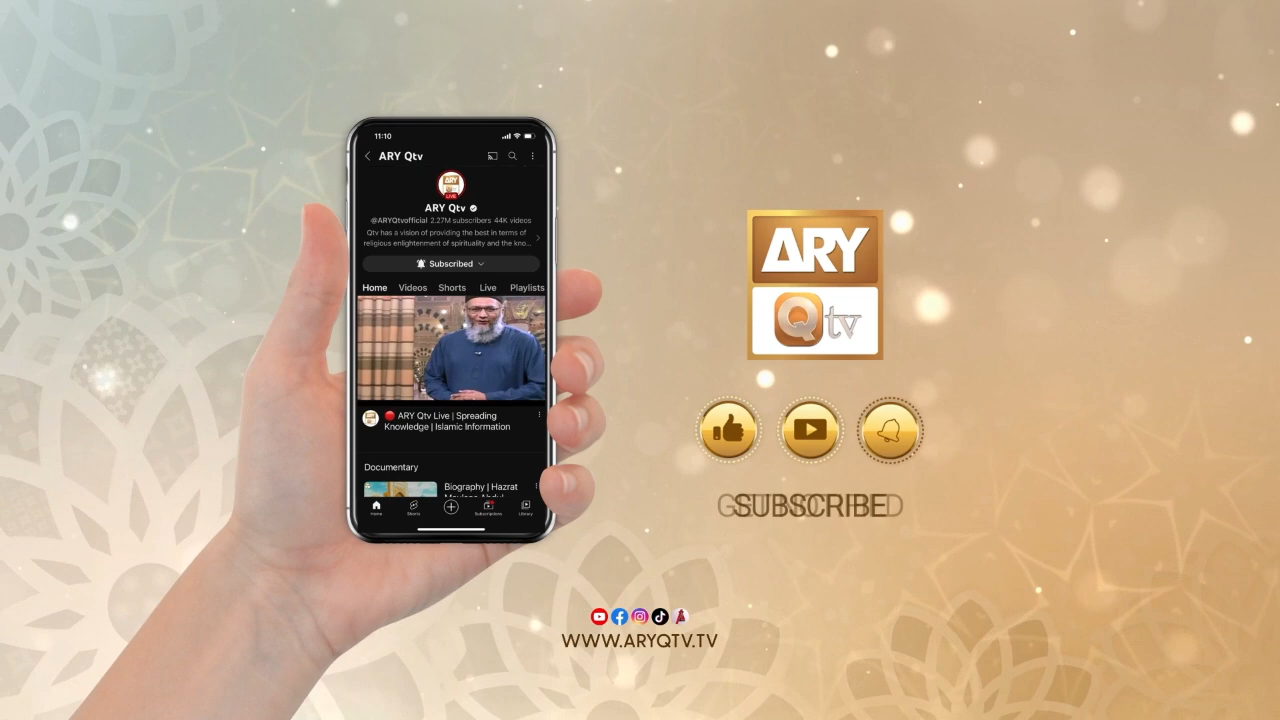 11:10
ARY Qtv
ARY
LIVE
ARY Qtv
@ARYQtvofficial 2.27M subscribers 44K videos
Qtv has a vision of providing the best in terms of
religious enlightenment of spirituality and the kno...
Subscribed
Home Videos Shorts Live Playlists
🔴 ARY Qtv Live | Spreading
Knowledge | Islamic Information
Documentary
Biography | Hazrat
Home Shorts Subscriptions Library
ARY
Qtv
SUBSCRIBE
WWW.ARYQTV.TV